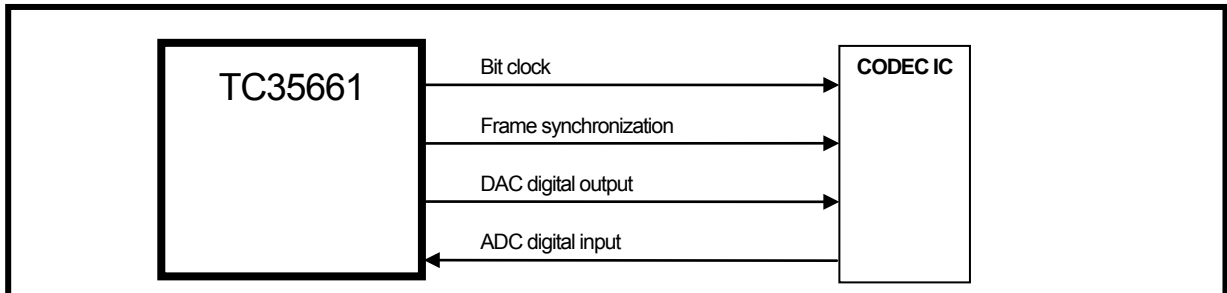 TC35661
Bit clock
CODEC IC
Frame synchronization
DAC digital output
ADC digital input